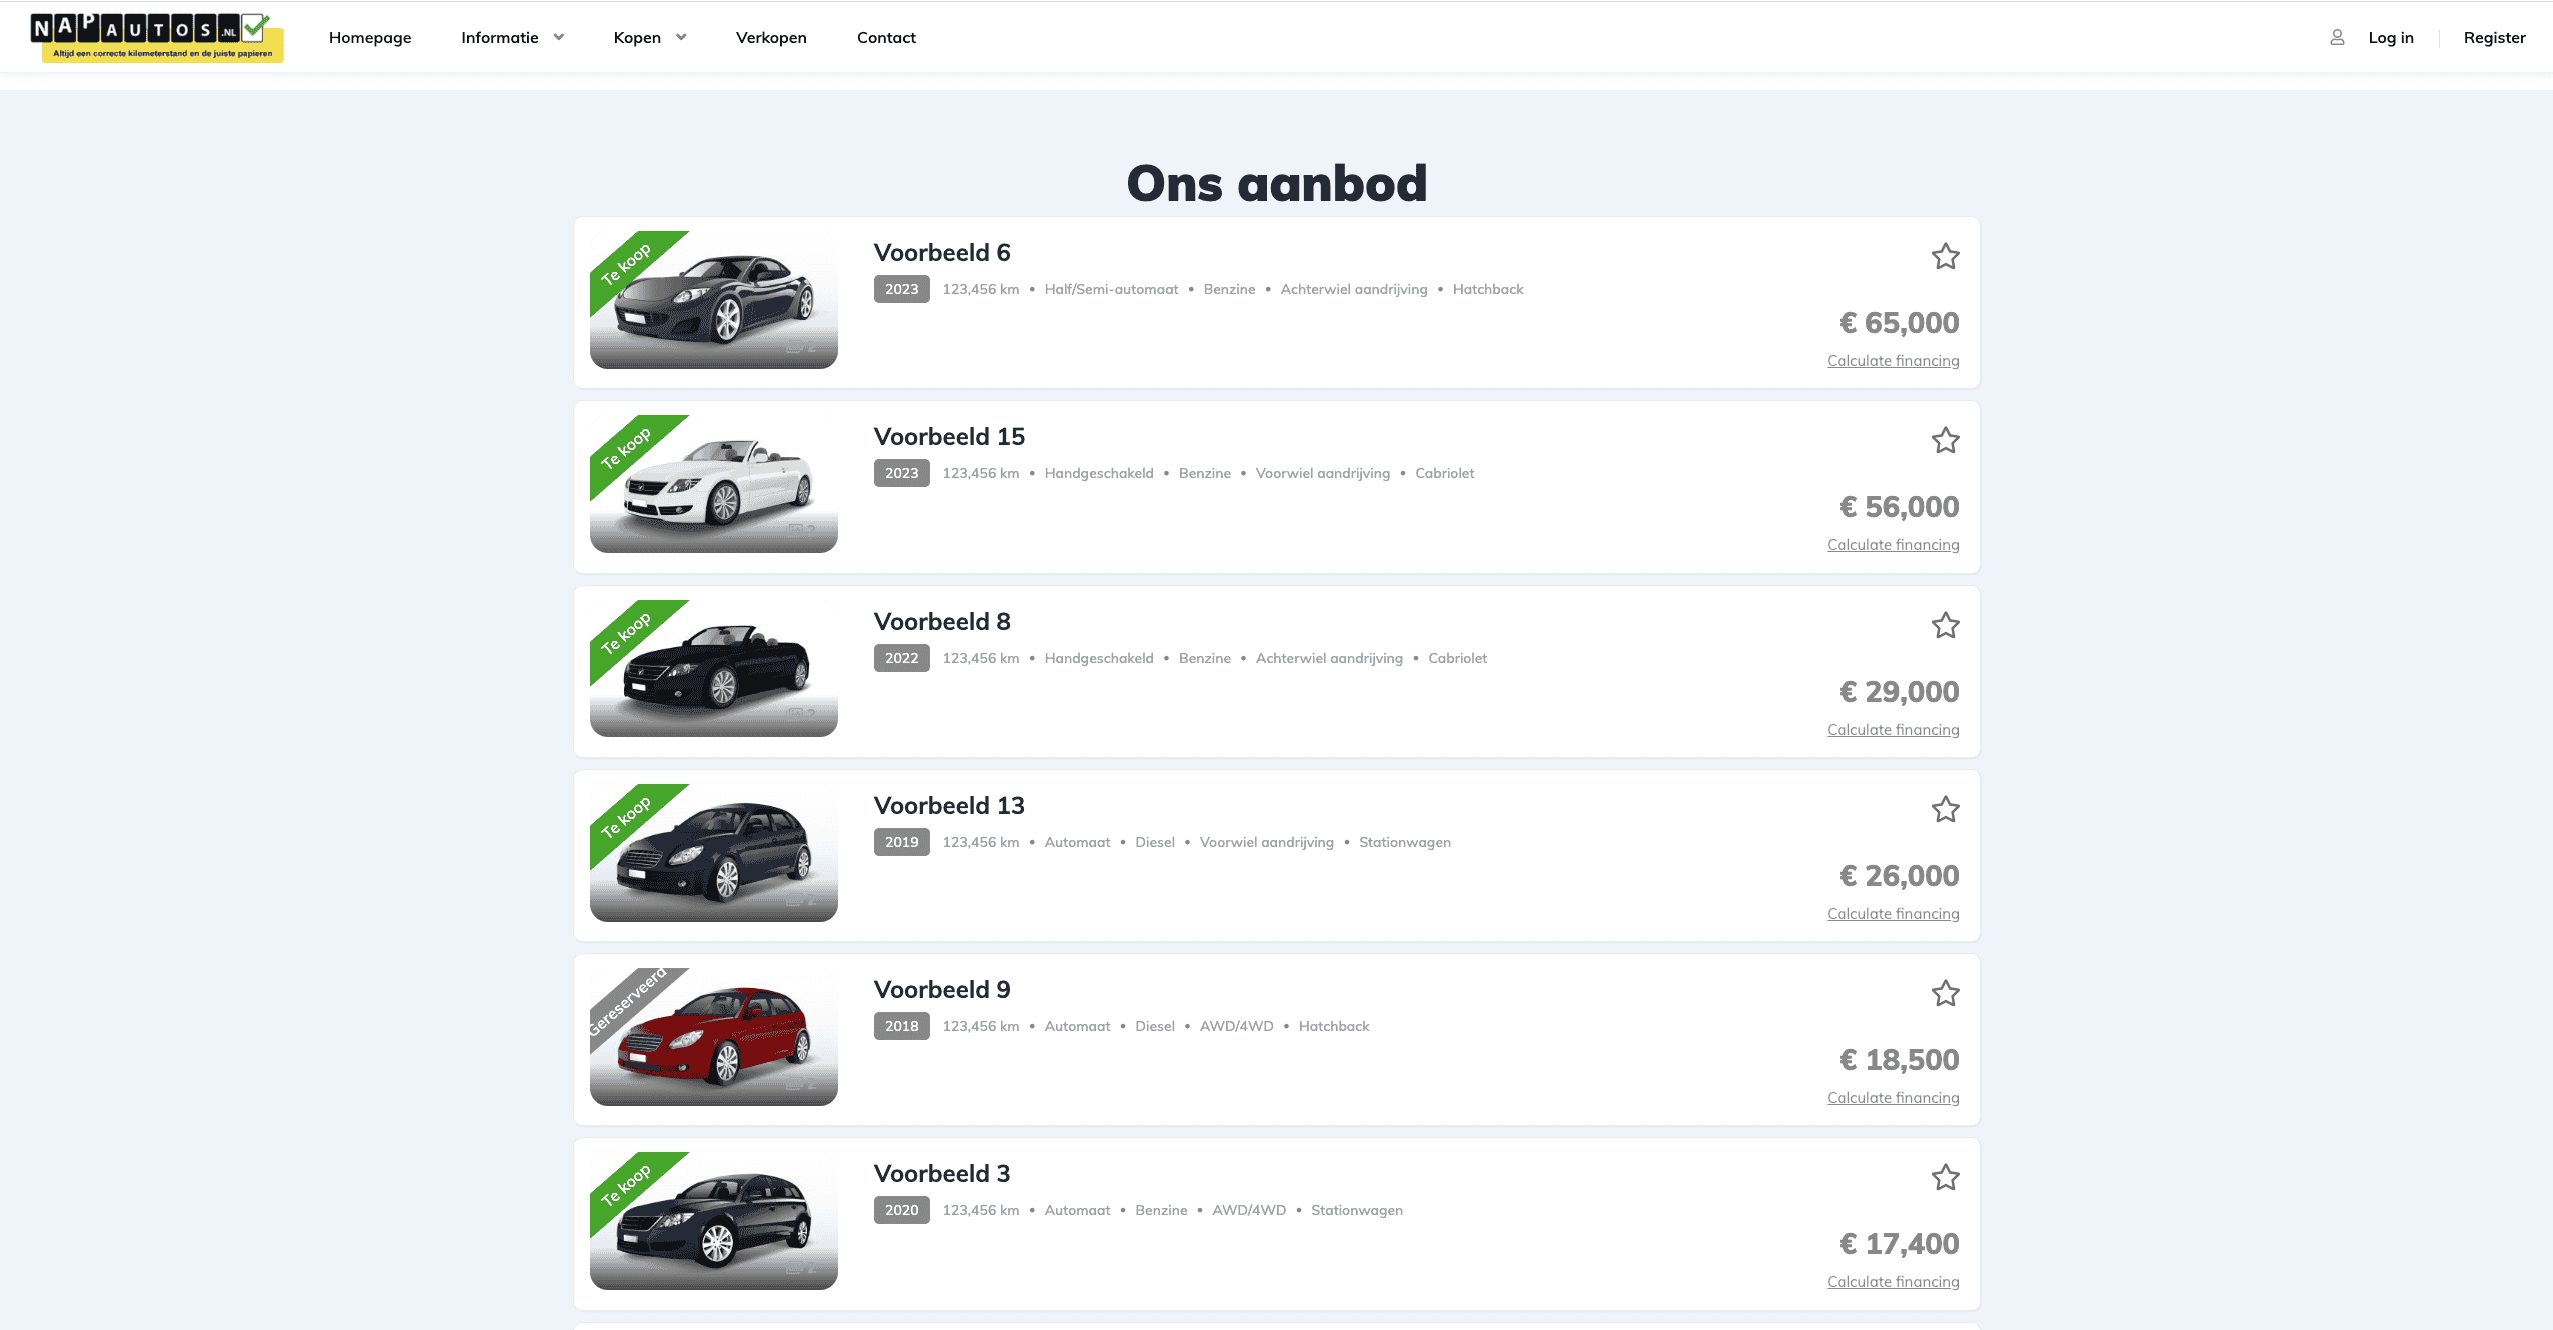 NAPAUTOS.NL
Altijd een correcte kilometerstand en de juiste papieren
Homepage
Informatie
Kopen
Verkopen
Contact
Log in
Register
Ons aanbod
Te koop
2
Voorbeeld 6
2023 123,456 km • Half/Semi-automaat • Benzine • Achterwiel aandrijving • Hatchback
€ 65,000
Calculate financing
Te koop
2
Voorbeeld 15
2023 123,456 km • Handgeschakeld • Benzine • Voorwiel aandrijving • Cabriolet
€ 56,000
Calculate financing
Te koop
2
Voorbeeld 8
2022 123,456 km • Handgeschakeld • Benzine • Achterwiel aandrijving • Cabriolet
€ 29,000
Calculate financing
Te koop
2
Voorbeeld 13
2019 123,456 km • Automaat • Diesel • Voorwiel aandrijving • Stationwagen
€ 26,000
Calculate financing
Gereserveerd
2
Voorbeeld 9
2018 123,456 km • Automaat • Diesel • AWD/4WD • Hatchback
€ 18,500
Calculate financing
Te koop
2
Voorbeeld 3
2020 123,456 km • Automaat • Benzine • AWD/4WD • Stationwagen
€ 17,400
Calculate financing